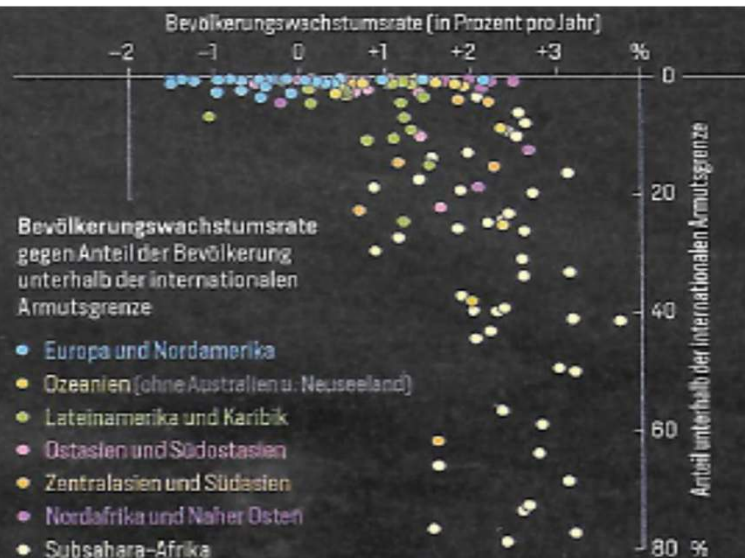 Bevölkerungswachstumsrate (in Prozent pro Jahr)
−2 −1 0 +1 +2 +3 %
0
20
40
60
80 %
Anteil unterhalb der internationalen Armutsgrenze
Bevölkerungswachstumsrate
gegen Anteil der Bevölkerung
unterhalb der internationalen
Armutsgrenze
Europa und Nordamerika
Ozeanien (ohne Australien u. Neuseeland)
Lateinamerika und Karibik
Ostasien und Südostasien
Zentralasien und Südasien
Nordafrika und Naher Osten
Subsahara-Afrika